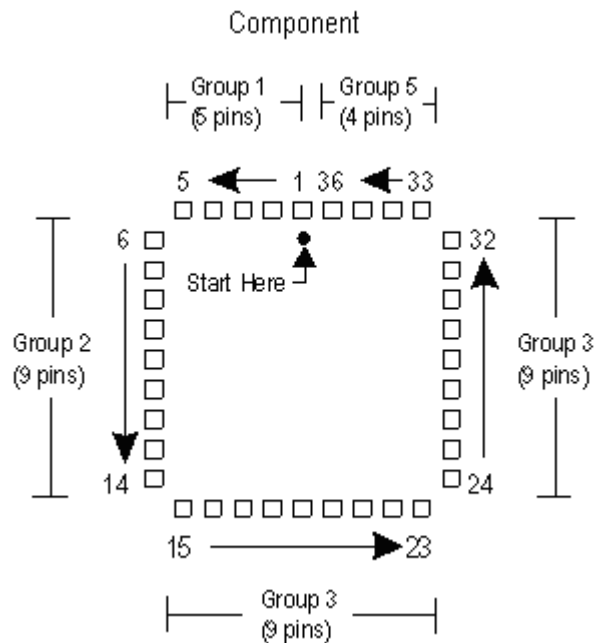 Component
Group 1
(5 pins)
Group 5
(4 pins)
5
1
36
33
6
32
Start Here
Group 2
(9 pins)
Group 3
(9 pins)
14
24
15
23
Group 3
(9 pins)